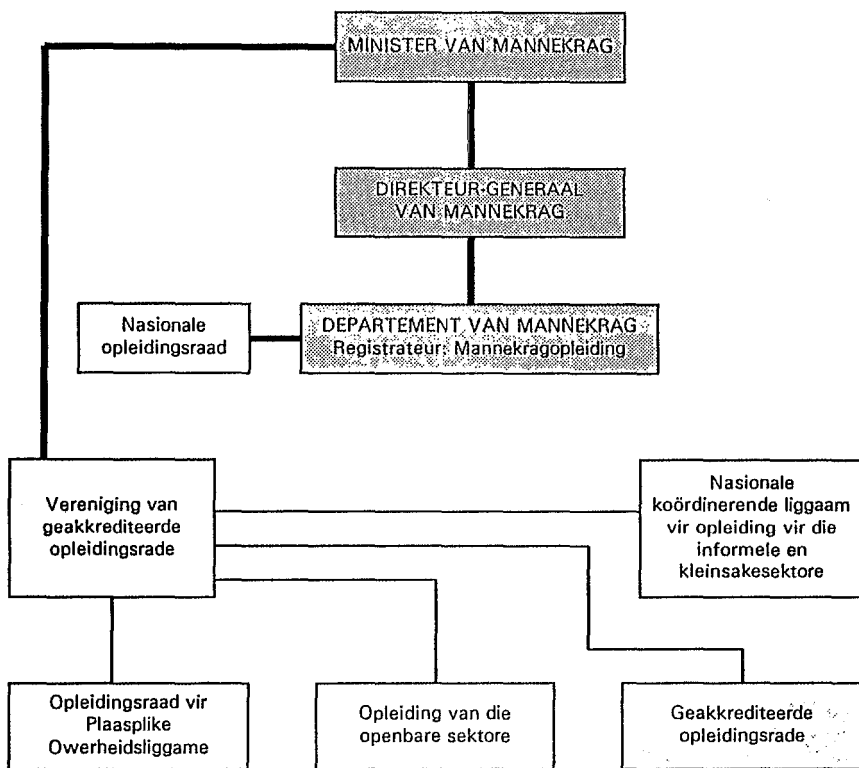 MINISTER VAN MANNEKRAG
DIREKTEUR-GENERAAL
VAN MANNEKRAG
Nasionale
opleidingsraad
DEPARTEMENT VAN MANNEKRAG
Registrateur: Mannekragopleiding
Vereniging van
geakkrediteerde
opleidingsrade
Nasionale
koördinerende liggaam
vir opleiding vir die
informele en
kleinsakesektore
Opleidingsraad vir
Plaasplike
Owerheidsliggame
Opleiding van die
openbare sektore
Geakkrediteerde
opleidingsrade